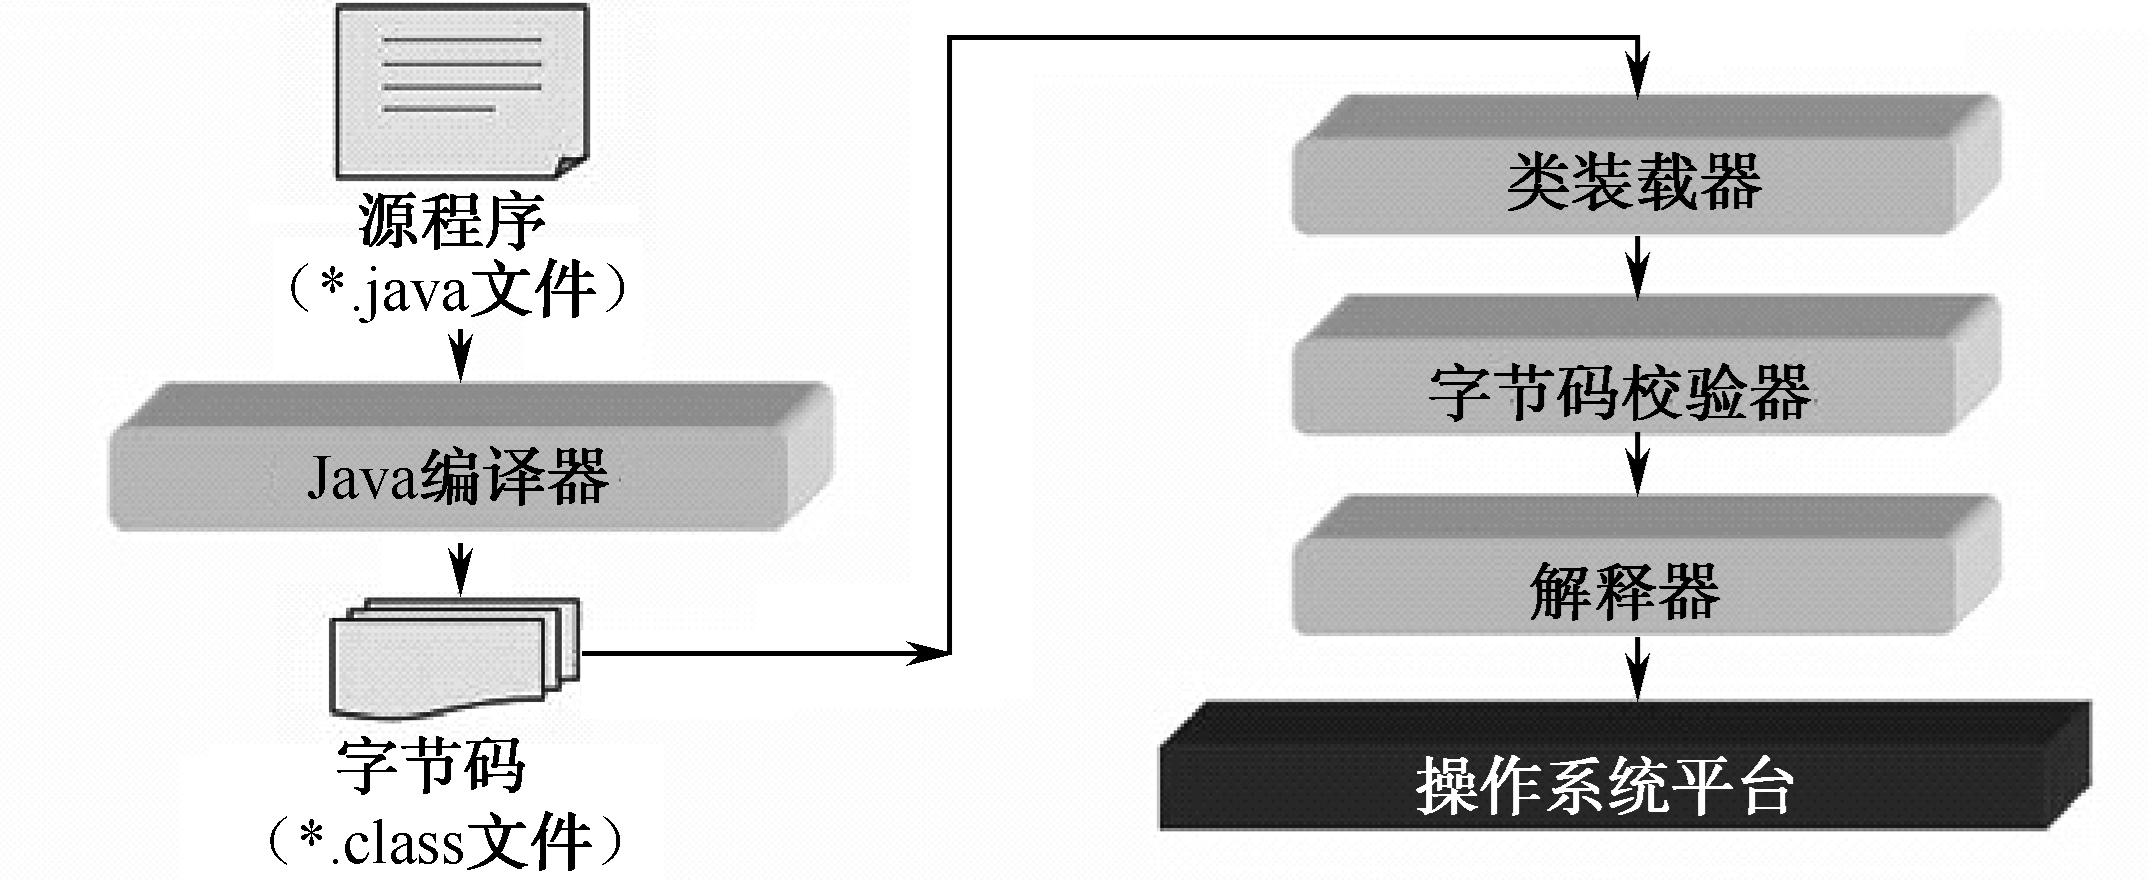 源程序
（*.java文件）
Java编译器
字节码
（*.class文件）
类装载器
字节码校验器
解释器
操作系统平台